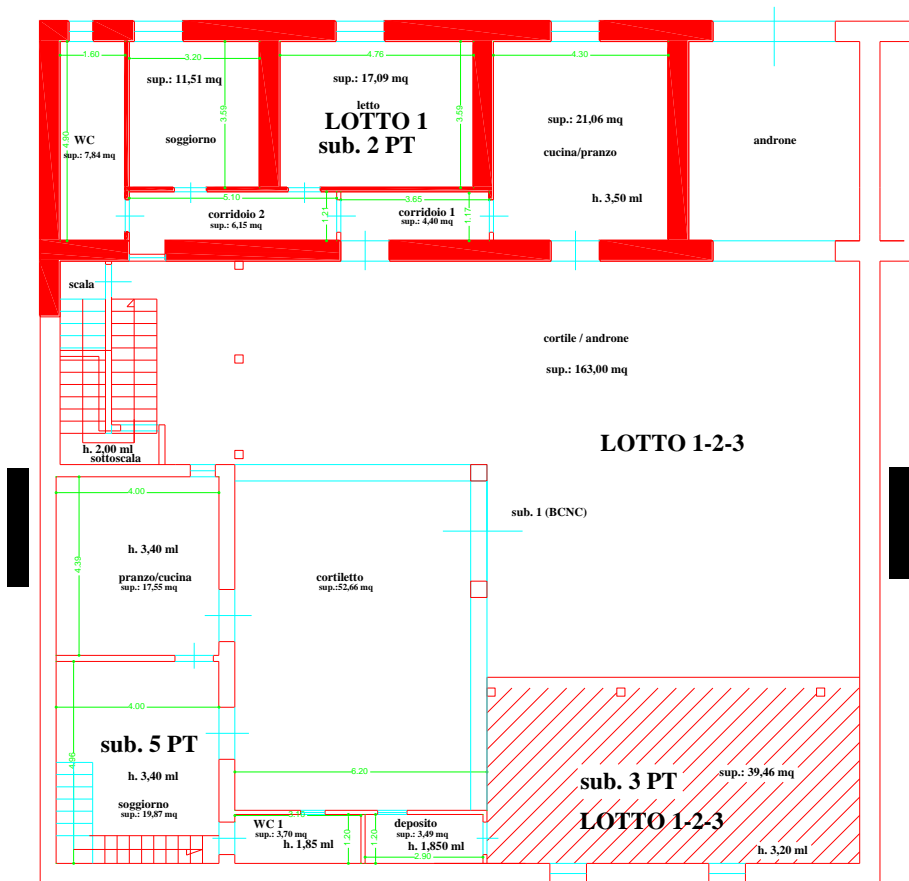 1.60
3.20
4.76
4.30
sup.: 11,51 mq
sup.: 17,09 mq
letto
LOTTO 1
sub. 2 PT
3.59
3.59
4.90
WC
sup.: 7,84 mq
soggiorno
sup.: 21,06 mq
cucina/pranzo
androne
h. 3,50 ml
5.10
3.65
corridoio 2
sup.: 6,15 mq
1.21
corridoio 1
sup.: 4,40 mq
1.17
scala
cortile / androne
sup.: 163,00 mq
LOTTO 1-2-3
h. 2,00 ml
sottoscala
4.00
sub. 1 (BCNC)
h. 3,40 ml
4.39
pranzo/cucina
sup.: 17,55 mq
cortiletto
sup.:52,66 mq
4.00
sub. 5 PT
4.96
h. 3,40 ml
soggiorno
sup.: 19,87 mq
6.20
sub. 3 PT
sup.: 39,46 mq
LOTTO 1-2-3
h. 3,20 ml
WC 1
sup.: 3,70 mq
h. 1,85 ml
1.20
1.20
deposito
sup.: 3,49 mq
h. 1,850 ml
2.90